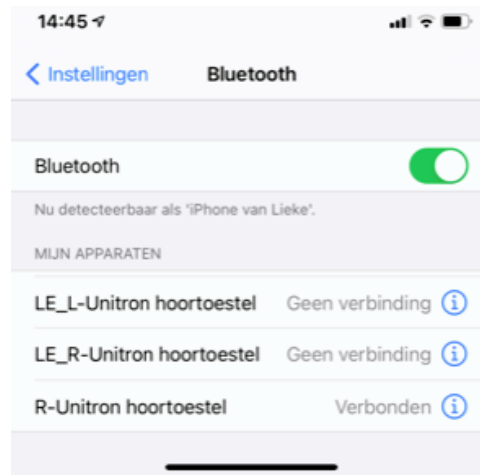 14:45
Instellingen Bluetooth
Bluetooth
Nu detecteerbaar als 'iPhone van Lieke'.
MIJN APPARATEN
LE_L-Unitron hoortoestel Geen verbinding
LE_R-Unitron hoortoestel Geen verbinding
R-Unitron hoortoestel Verbonden